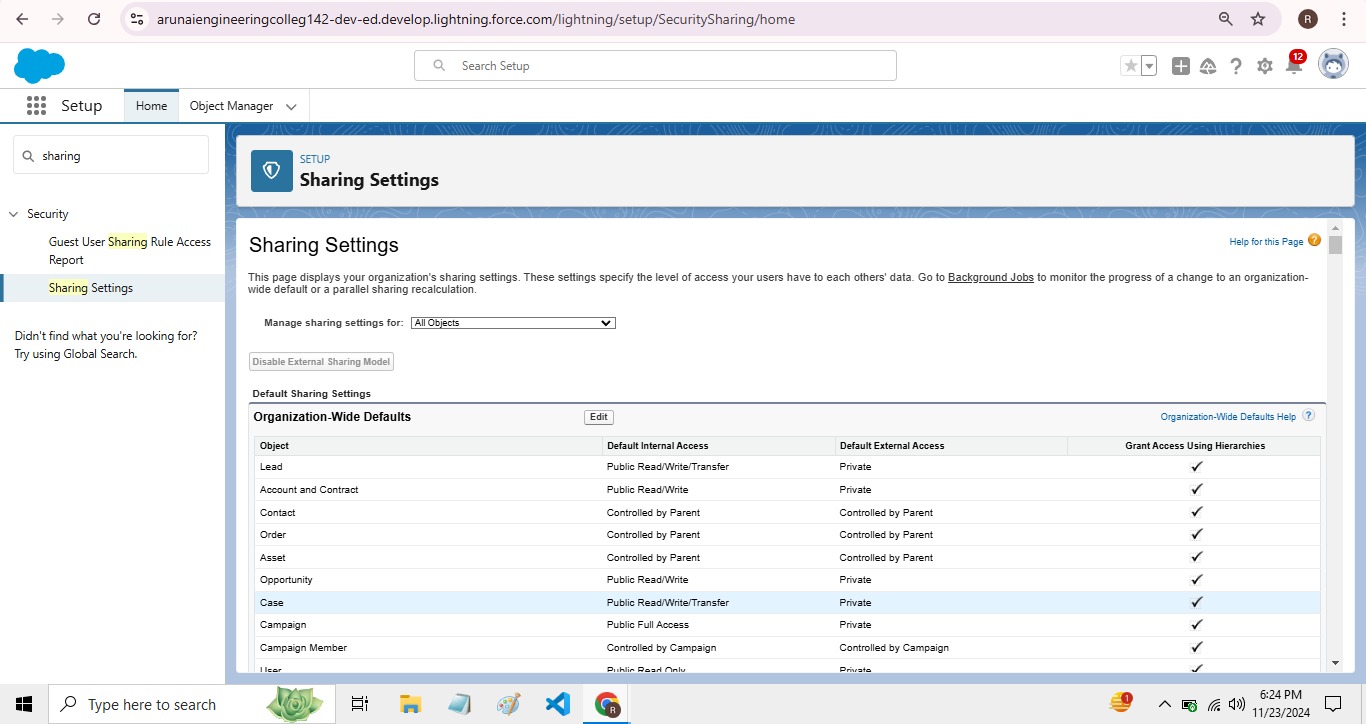 arunaiengineeringcolleg142-dev-ed.develop.lightning.force.com/lightning/setup/SecuritySharing/home
R
Search Setup
12
Setup
Home
Object Manager
sharing
Security
Guest User Sharing Rule Access
Report
Sharing Settings
Didn't find what you're looking for?
Try using Global Search.
SETUP
Sharing Settings
Sharing Settings
Help for this Page ?
This page displays your organization's sharing settings. These settings specify the level of access your users have to each others' data. Go to Background Jobs to monitor the progress of a change to an organization-
wide default or a parallel sharing recalculation.
Manage sharing settings for: All Objects
Disable External Sharing Model
Default Sharing Settings
Organization-Wide Defaults Edit Organization-Wide Defaults Help ?
Object Default Internal Access Default External Access Grant Access Using Hierarchies
Lead Public Read/Write/Transfer Private ✓
Account and Contract Public Read/Write Private ✓
Contact Controlled by Parent Controlled by Parent ✓
Order Controlled by Parent Controlled by Parent ✓
Asset Controlled by Parent Controlled by Parent ✓
Opportunity Public Read/Write Private ✓
Case Public Read/Write/Transfer Private ✓
Campaign Public Full Access Private ✓
Campaign Member Controlled by Campaign Controlled by Campaign ✓
User Public Read Only Private ✓
Type here to search
R
1
6:24 PM
11/23/2024